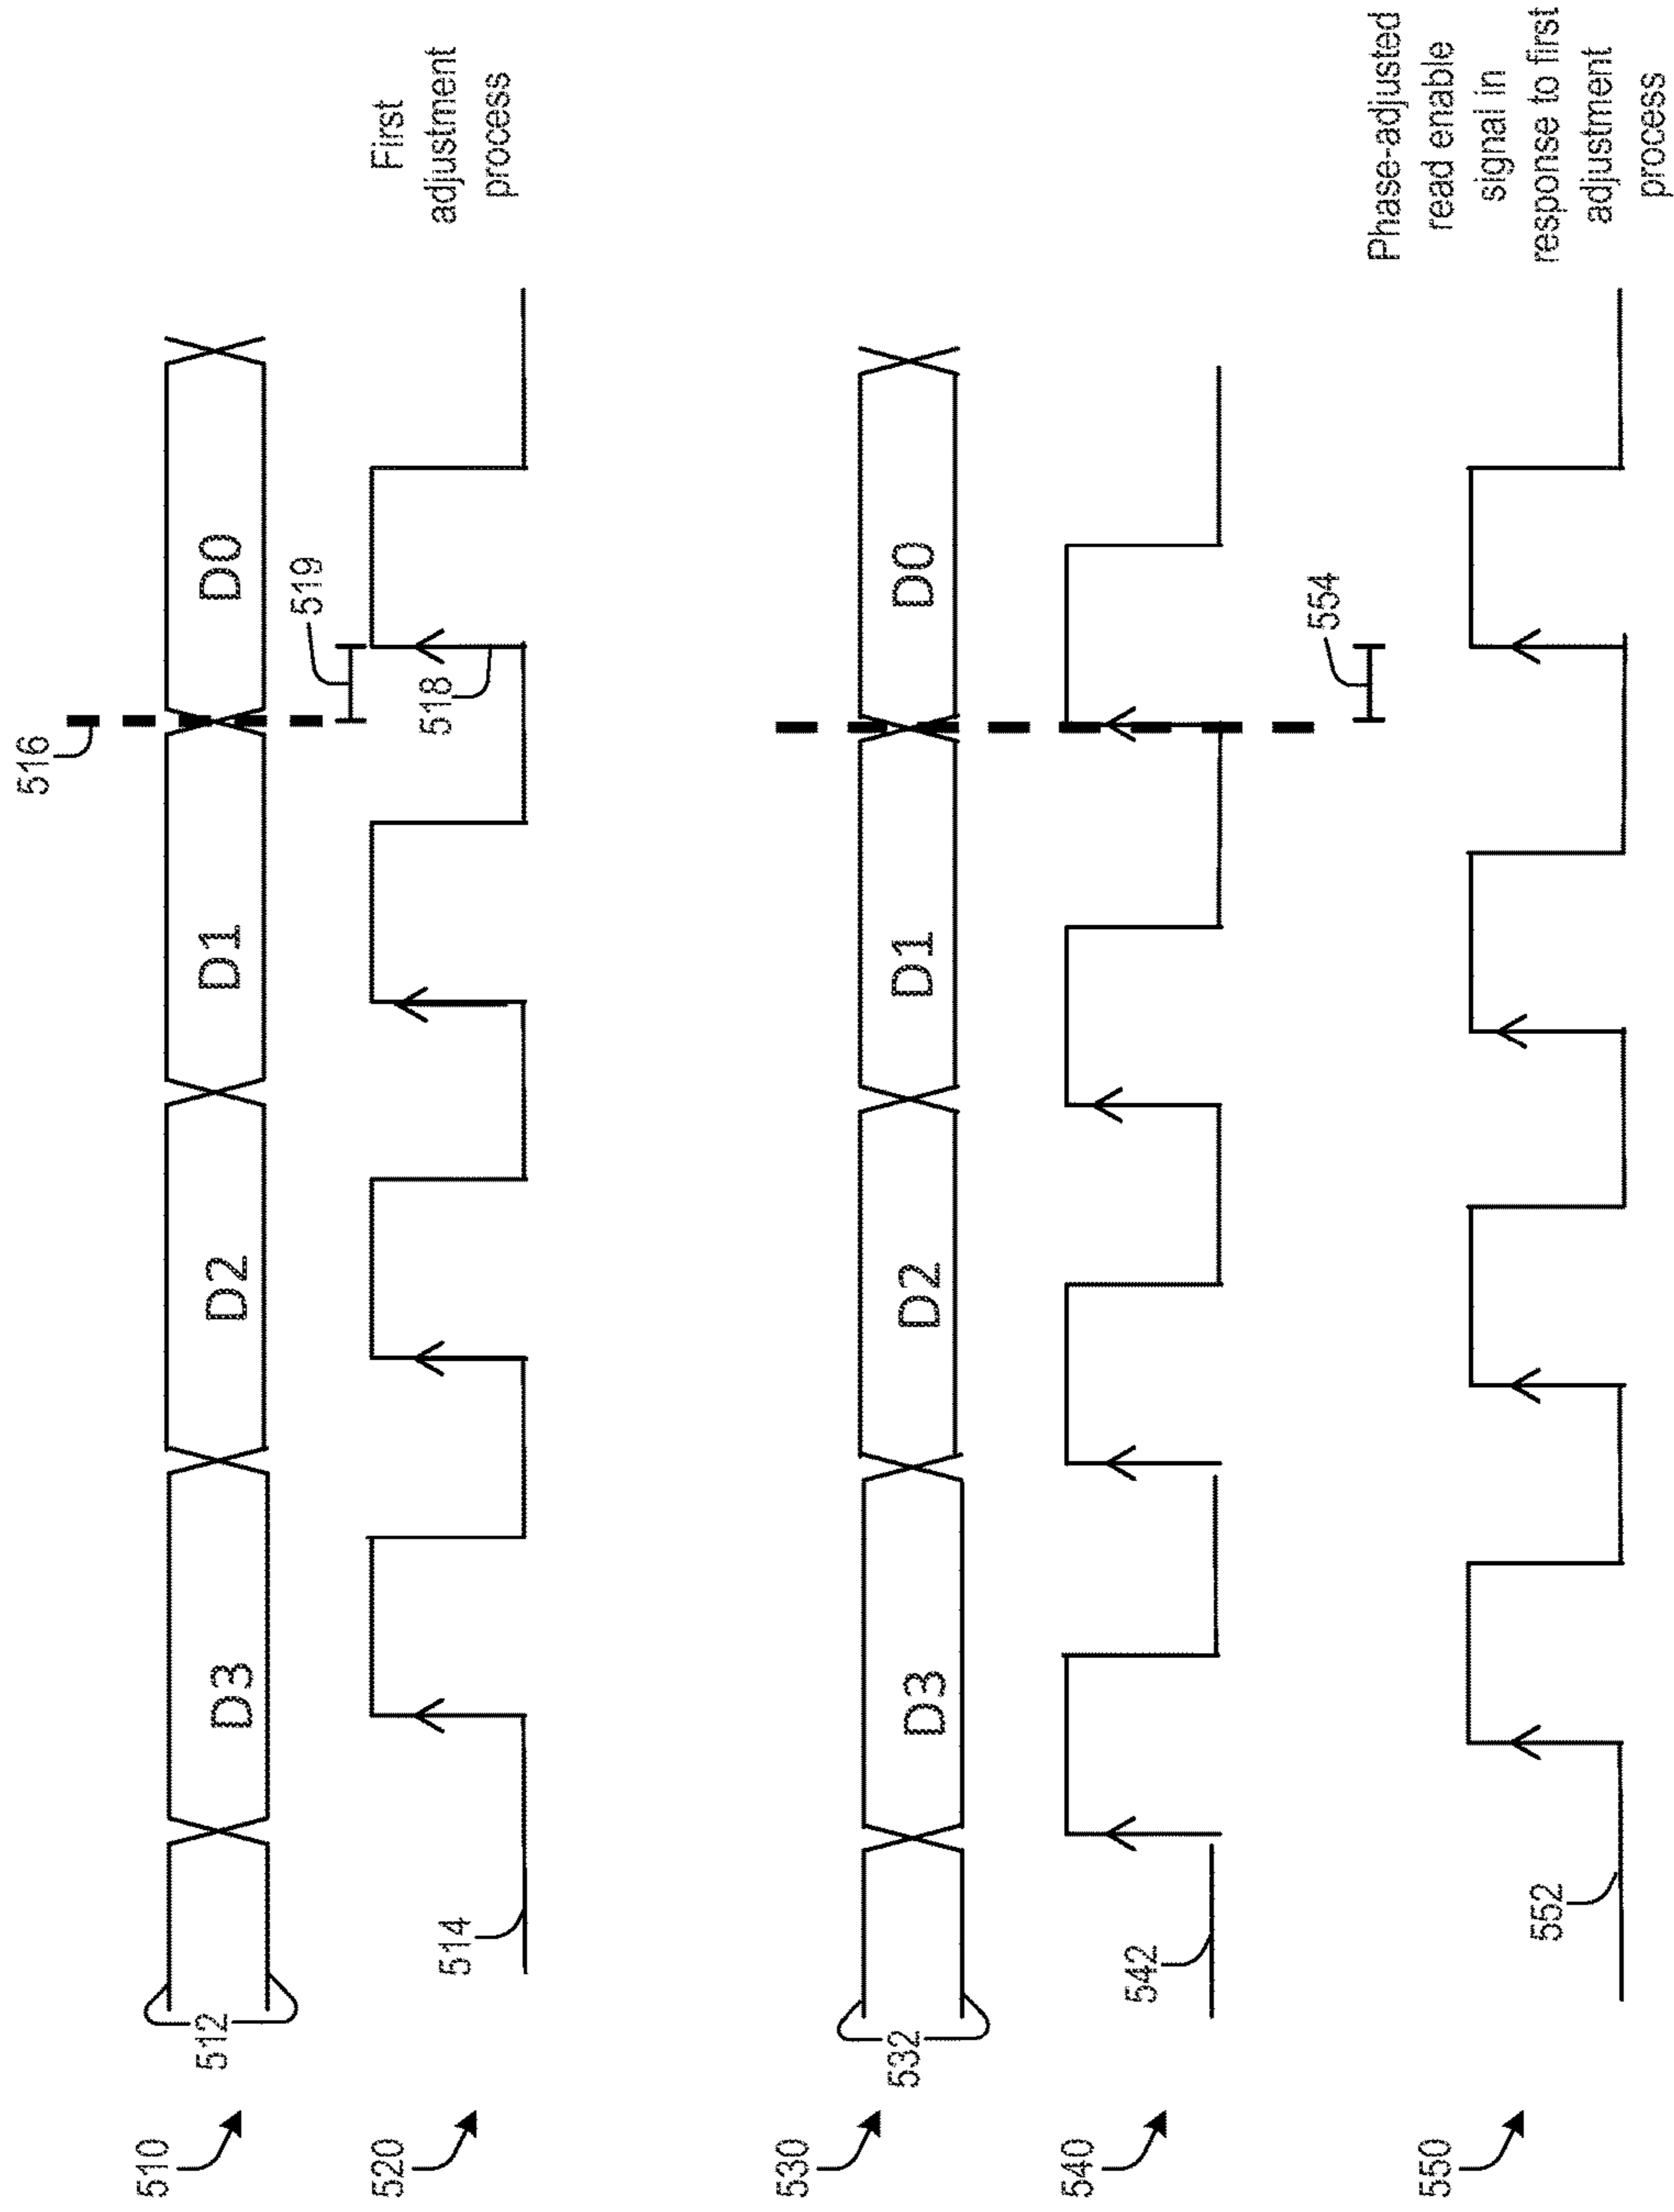 510
512
D3
D2
D1
D0
516
519
518
First
adjustment
process
520
514
530
532
D3
D2
D1
D0
540
542
554
550
552
Phase-adjusted
read enable
signal in
response to first
adjustment
process